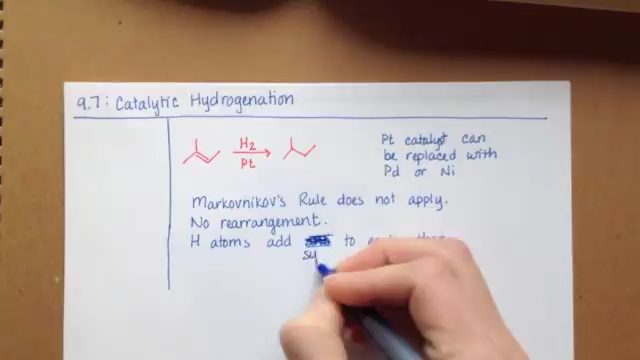 9.7: Catalytic Hydrogenation
H2
Pt
Pt catalyst can
be replaced with
Pd or Ni
Markovnikov's Rule does not apply.
No rearrangement.
H atoms add to
sy